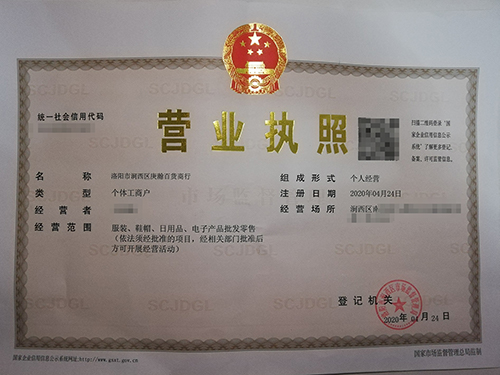 统一社会信用代码
营业执照
扫描二维码登录"国
家企业信用信息公示
系统"了解更多登记、
备案、许可监管信息。
名称 洛阳市涧西区庚翰百货商行
类型 个体工商户
经营者
经营范围 服装、鞋帽、日用品、电子产品批发零售
（依法须经批准的项目，经相关部门批准后
方可开展经营活动）
组成形式 个人经营
注册日期 2020年04月24日
经营场所 涧西区
登记机关
2020年04月24日
国家企业信用信息公示系统网址:http://www.gsxt.gov.cn
国家市场监督管理总局监制
SCJDGL